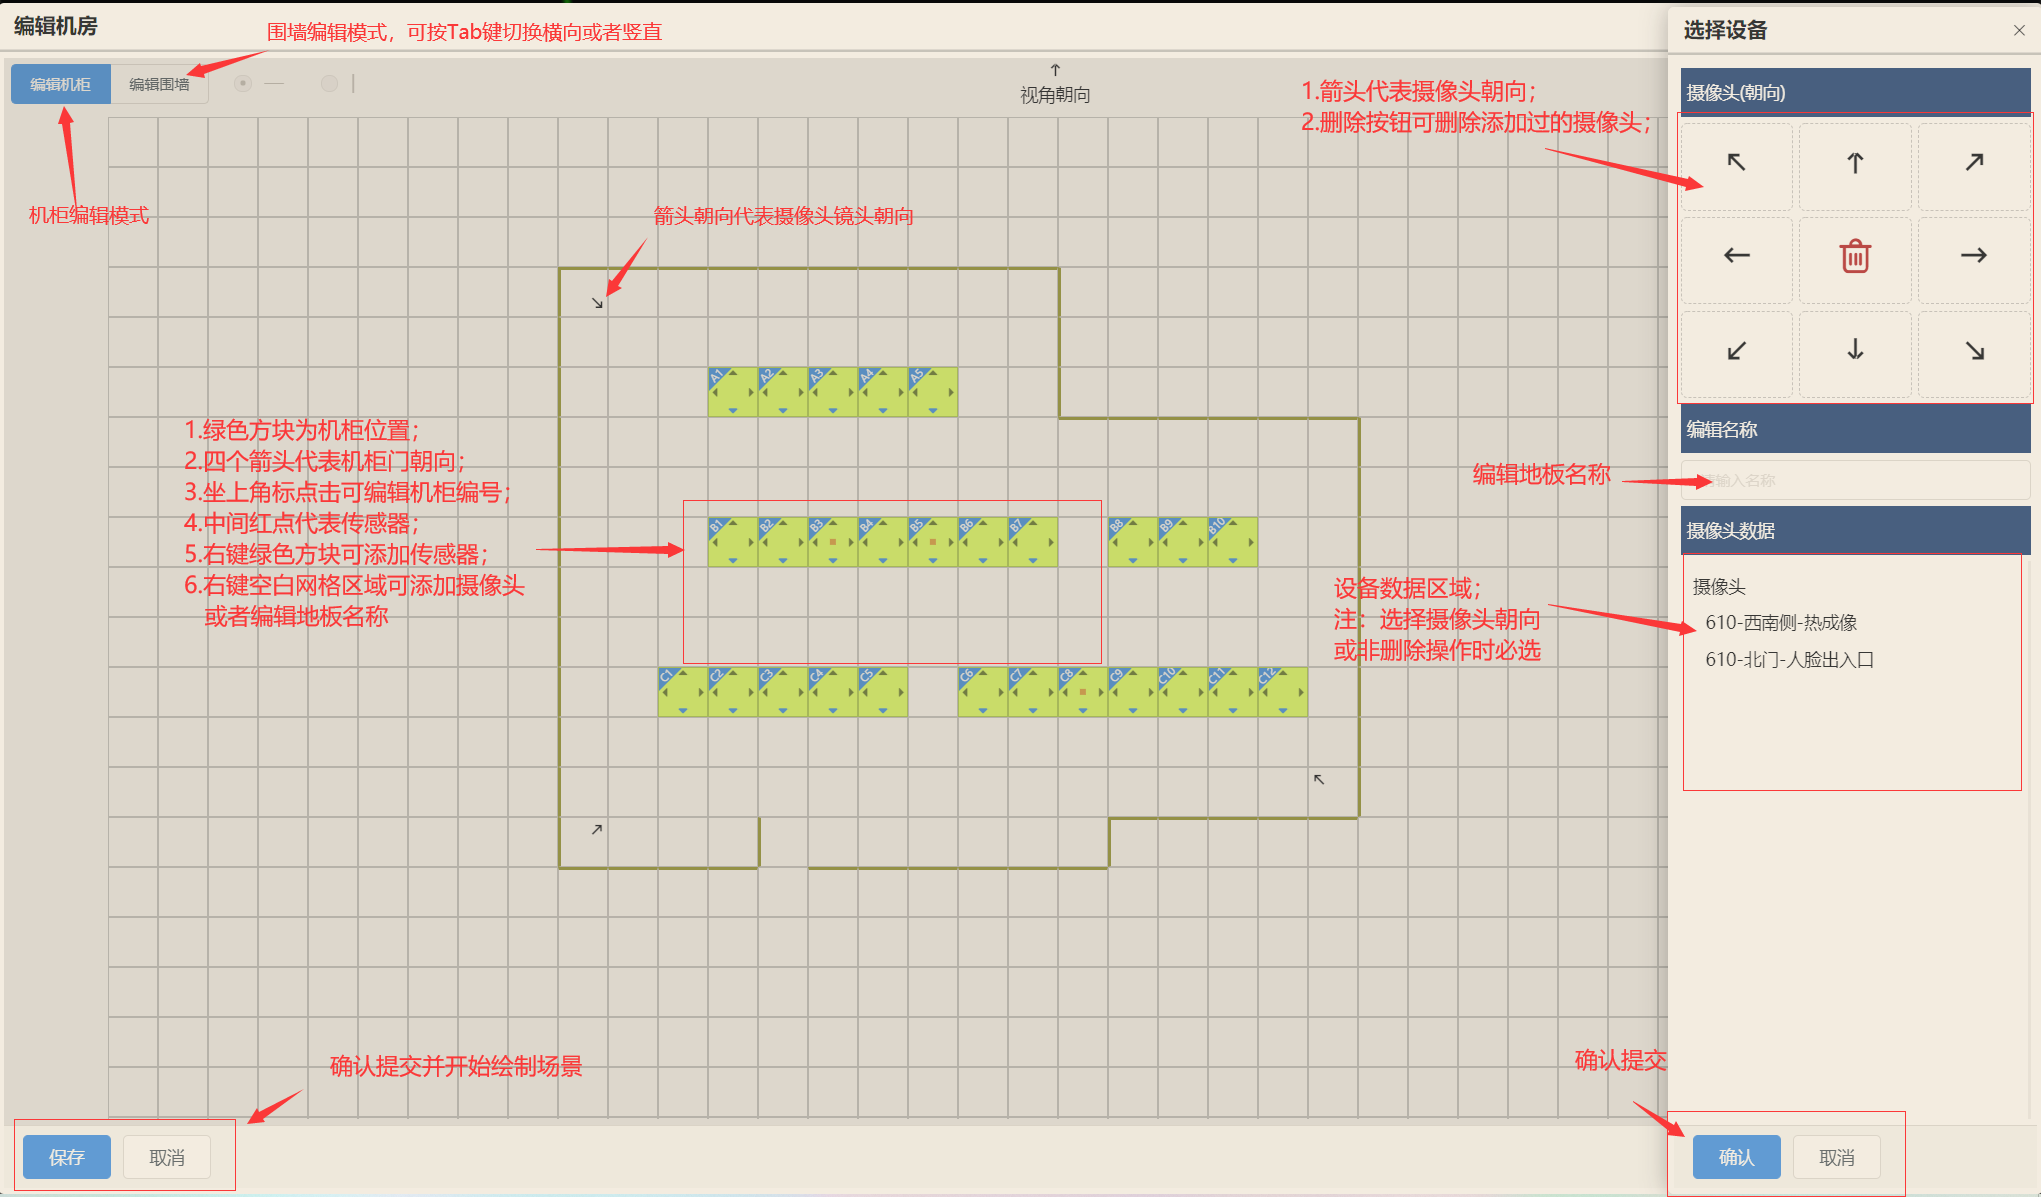 编辑机房
围墙编辑模式，可按Tab键切换横向或者竖直
选择设备
编辑机柜
编辑围墙
视角朝向
1.箭头代表摄像头朝向；
2.删除按钮可删除添加过的摄像头；
摄像头(朝向)
机柜编辑模式
箭头朝向代表摄像头镜头朝向
A1
A2
A3
A4
A5
1.绿色方块为机柜位置；
2.四个箭头代表机柜门朝向；
3.坐上角标点击可编辑机柜编号；
4.中间红点代表传感器；
5.右键绿色方块可添加传感器；
6.右键空白网格区域可添加摄像头
或者编辑地板名称
编辑名称
编辑地板名称
输入名称
B1
B2
B3
B4
B5
B6
B7
B8
B9
B10
摄像头数据
设备数据区域；
注：选择摄像头朝向
或非删除操作时必选
摄像头
610-西南侧-热成像
610-北门-人脸出入口
C1
C2
C3
C4
C5
C6
C7
C8
C9
C10
C11
C12
确认提交并开始绘制场景
确认提交
保存
取消
确认
取消